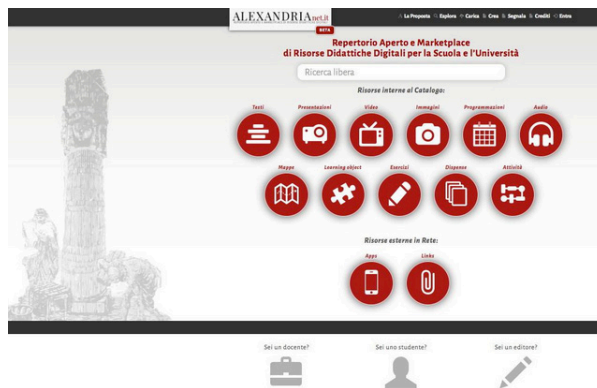 ALEXANDRIAnet.it
BETA
La Proposta Esplora Carica Crea Segnala Crediti Entra
Repertorio Aperto e Marketplace
di Risorse Didattiche Digitali per la Scuola e l'Università
Ricerca libera
Risorse interne al Catalogo:
Testi Presentazioni Video Immagini Programmazioni Audio
Mappe Learning object Esercizi Dispense Attività
Risorse esterne in Rete:
Apps Links
Sei un docente? Sei uno studente? Sei un editore?